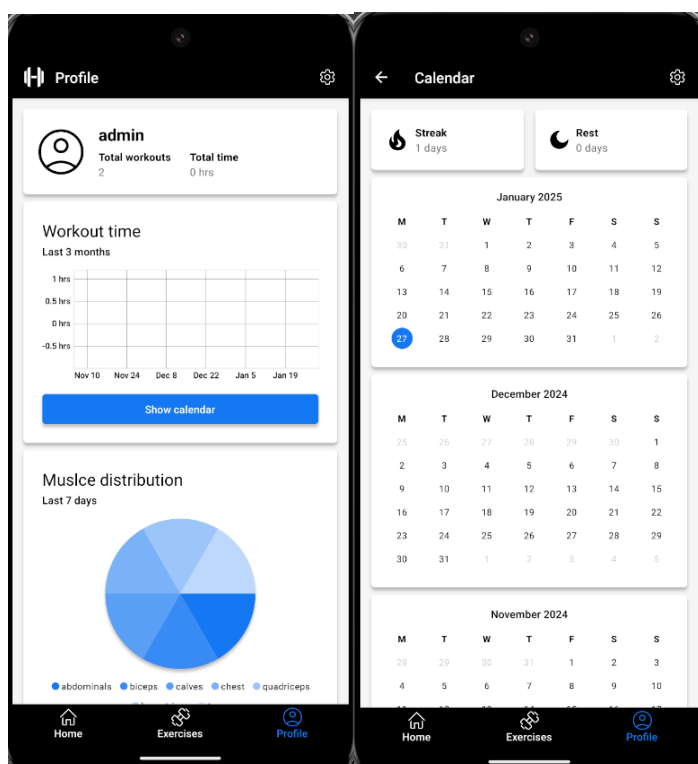 Profile
admin
Total workouts Total time
2 0 hrs
Workout time
Last 3 months
1 hrs
0.5 hrs
0 hrs
-0.5 hrs
Nov 10 Nov 24 Dec 8 Dec 22 Jan 5 Jan 19
Show calendar
Muslce distribution
Last 7 days
abdominals biceps calves chest quadriceps
Home Exercises Profile
Calendar
Streak
1 days
Rest
0 days
January 2025
M T W T F S S
30 31 1 2 3 4 5
6 7 8 9 10 11 12
13 14 15 16 17 18 19
20 21 22 23 24 25 26
27 28 29 30 31 1 2
December 2024
M T W T F S S
25 26 27 28 29 30 1
2 3 4 5 6 7 8
9 10 11 12 13 14 15
16 17 18 19 20 21 22
23 24 25 26 27 28 29
30 31 1 2 3 4 5
November 2024
M T W T F S S
28 29 30 31 1 2 3
4 5 6 7 8 9 10
Home Exercises Profile